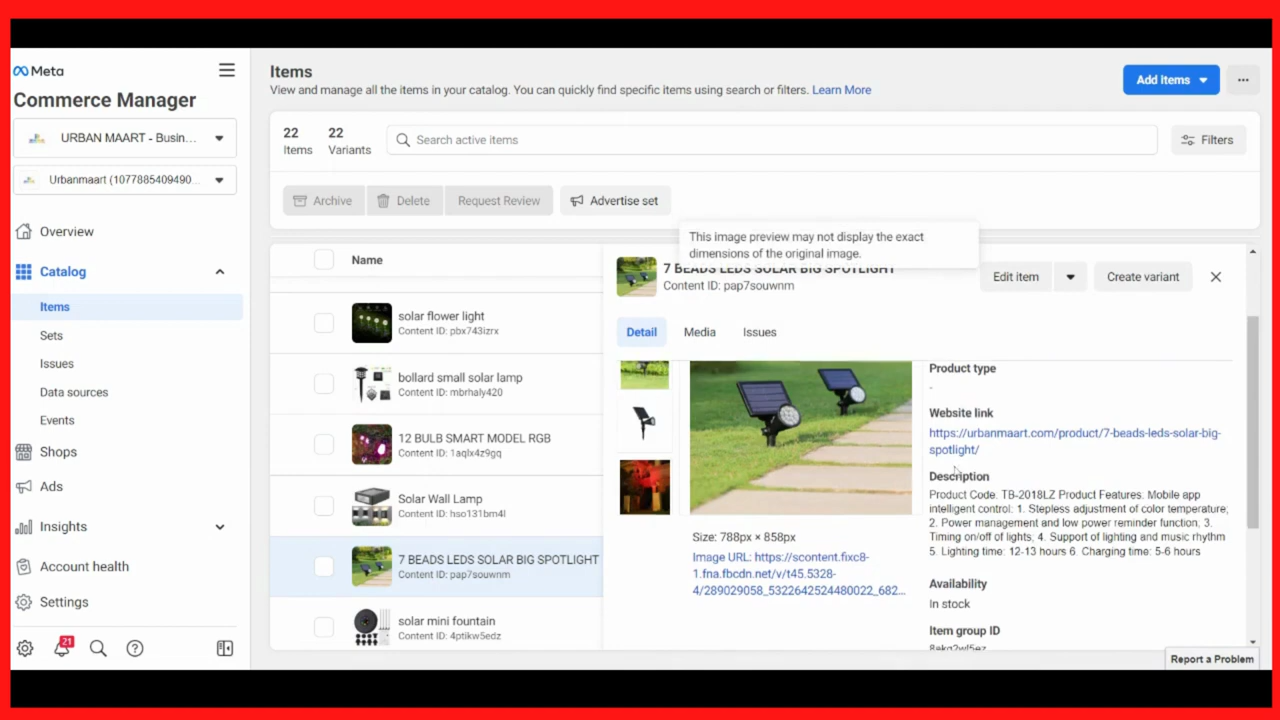 Meta
Commerce Manager
URBAN MAART - Busin...
Urbanmaart (1077885409490...
Overview
Catalog
Items
Sets
Issues
Data sources
Events
Shops
Ads
Insights
Account health
Settings
21
Items
View and manage all the items in your catalog. You can quickly find specific items using search or filters. Learn More
Add Items
22
Items
22
Variants
Search active items
Filters
Archive
Delete
Request Review
Advertise set
Name
solar flower light
Content ID: pbx743izrx
bollard small solar lamp
Content ID: mbrhaly420
12 BULB SMART MODEL RGB
Content ID: 1aqlx4z9gq
Solar Wall Lamp
Content ID: hso131bm4l
7 BEADS LEDS SOLAR BIG SPOTLIGHT
Content ID: pap7souwnm
solar mini fountain
Content ID: 4ptikw5edz
This image preview may not display the exact
dimensions of the original image.
7 BEADS LEDS SOLAR BIG SPOTLIGHT
Content ID: pap7souwnm
Edit item
Create variant
Detail
Media
Issues
Size: 788px × 858px
Image URL: https://scontent.fixc8-
1.fna.fbcdn.net/v/t45.5328-
4/289029058_5322642524480022_682...
Product type
-
Website link
https://urbanmaart.com/product/7-beads-leds-solar-big-
spotlight/
Description
Product Code. TB-2018LZ Product Features. Mobile app
intelligent control: 1. Stepless adjustment of color temperature;
2. Power management and low power reminder function; 3.
Timing on/off of lights; 4. Support of lighting and music rhythm
5. Lighting time: 12-13 hours 6. Charging time: 5-6 hours
Availability
In stock
Item group ID
Report a Problem